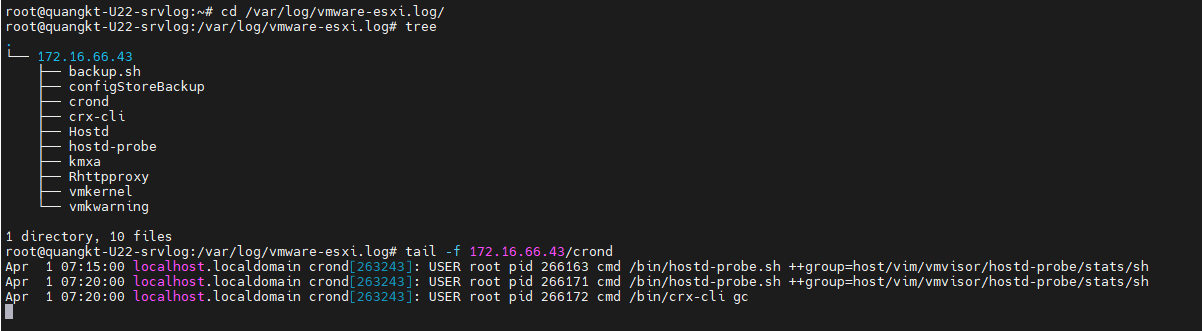 root@quangkt-U22-srvlog:~# cd /var/log/vmware-esxi.log/
root@quangkt-U22-srvlog:/var/log/vmware-esxi.log# tree
.
└── 172.16.66.43
    ├── backup.sh
    ├── configStoreBackup
    ├── crond
    ├── crx-cli
    ├── Hostd
    ├── hostd-probe
    ├── kmxa
    ├── Rhttpproxy
    ├── vmkernel
    └── vmkwarning

1 directory, 10 files
root@quangkt-U22-srvlog:/var/log/vmware-esxi.log# tail -f 172.16.66.43/crond
Apr  1 07:15:00 localhost.localdomain crond[263243]: USER root pid 266163 cmd /bin/hostd-probe.sh ++group=host/vim/vmvisor/hostd-probe/stats/sh
Apr  1 07:20:00 localhost.localdomain crond[263243]: USER root pid 266171 cmd /bin/hostd-probe.sh ++group=host/vim/vmvisor/hostd-probe/stats/sh
Apr  1 07:20:00 localhost.localdomain crond[263243]: USER root pid 266172 cmd /bin/crx-cli gc